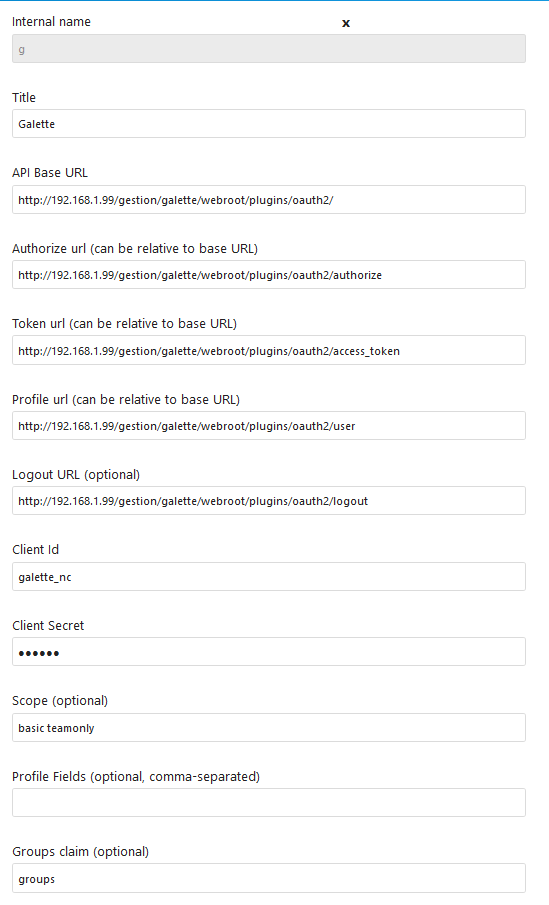 Internal name
x
g
Title
Galette
API Base URL
http://192.168.1.99/gestion/galette/webroot/plugins/oauth2/
Authorize url (can be relative to base URL)
http://192.168.1.99/gestion/galette/webroot/plugins/oauth2/authorize
Token url (can be relative to base URL)
http://192.168.1.99/gestion/galette/webroot/plugins/oauth2/access_token
Profile url (can be relative to base URL)
http://192.168.1.99/gestion/galette/webroot/plugins/oauth2/user
Logout URL (optional)
http://192.168.1.99/gestion/galette/webroot/plugins/oauth2/logout
Client Id
galette_nc
Client Secret
••••••
Scope (optional)
basic teamonly
Profile Fields (optional, comma-separated)
Groups claim (optional)
groups